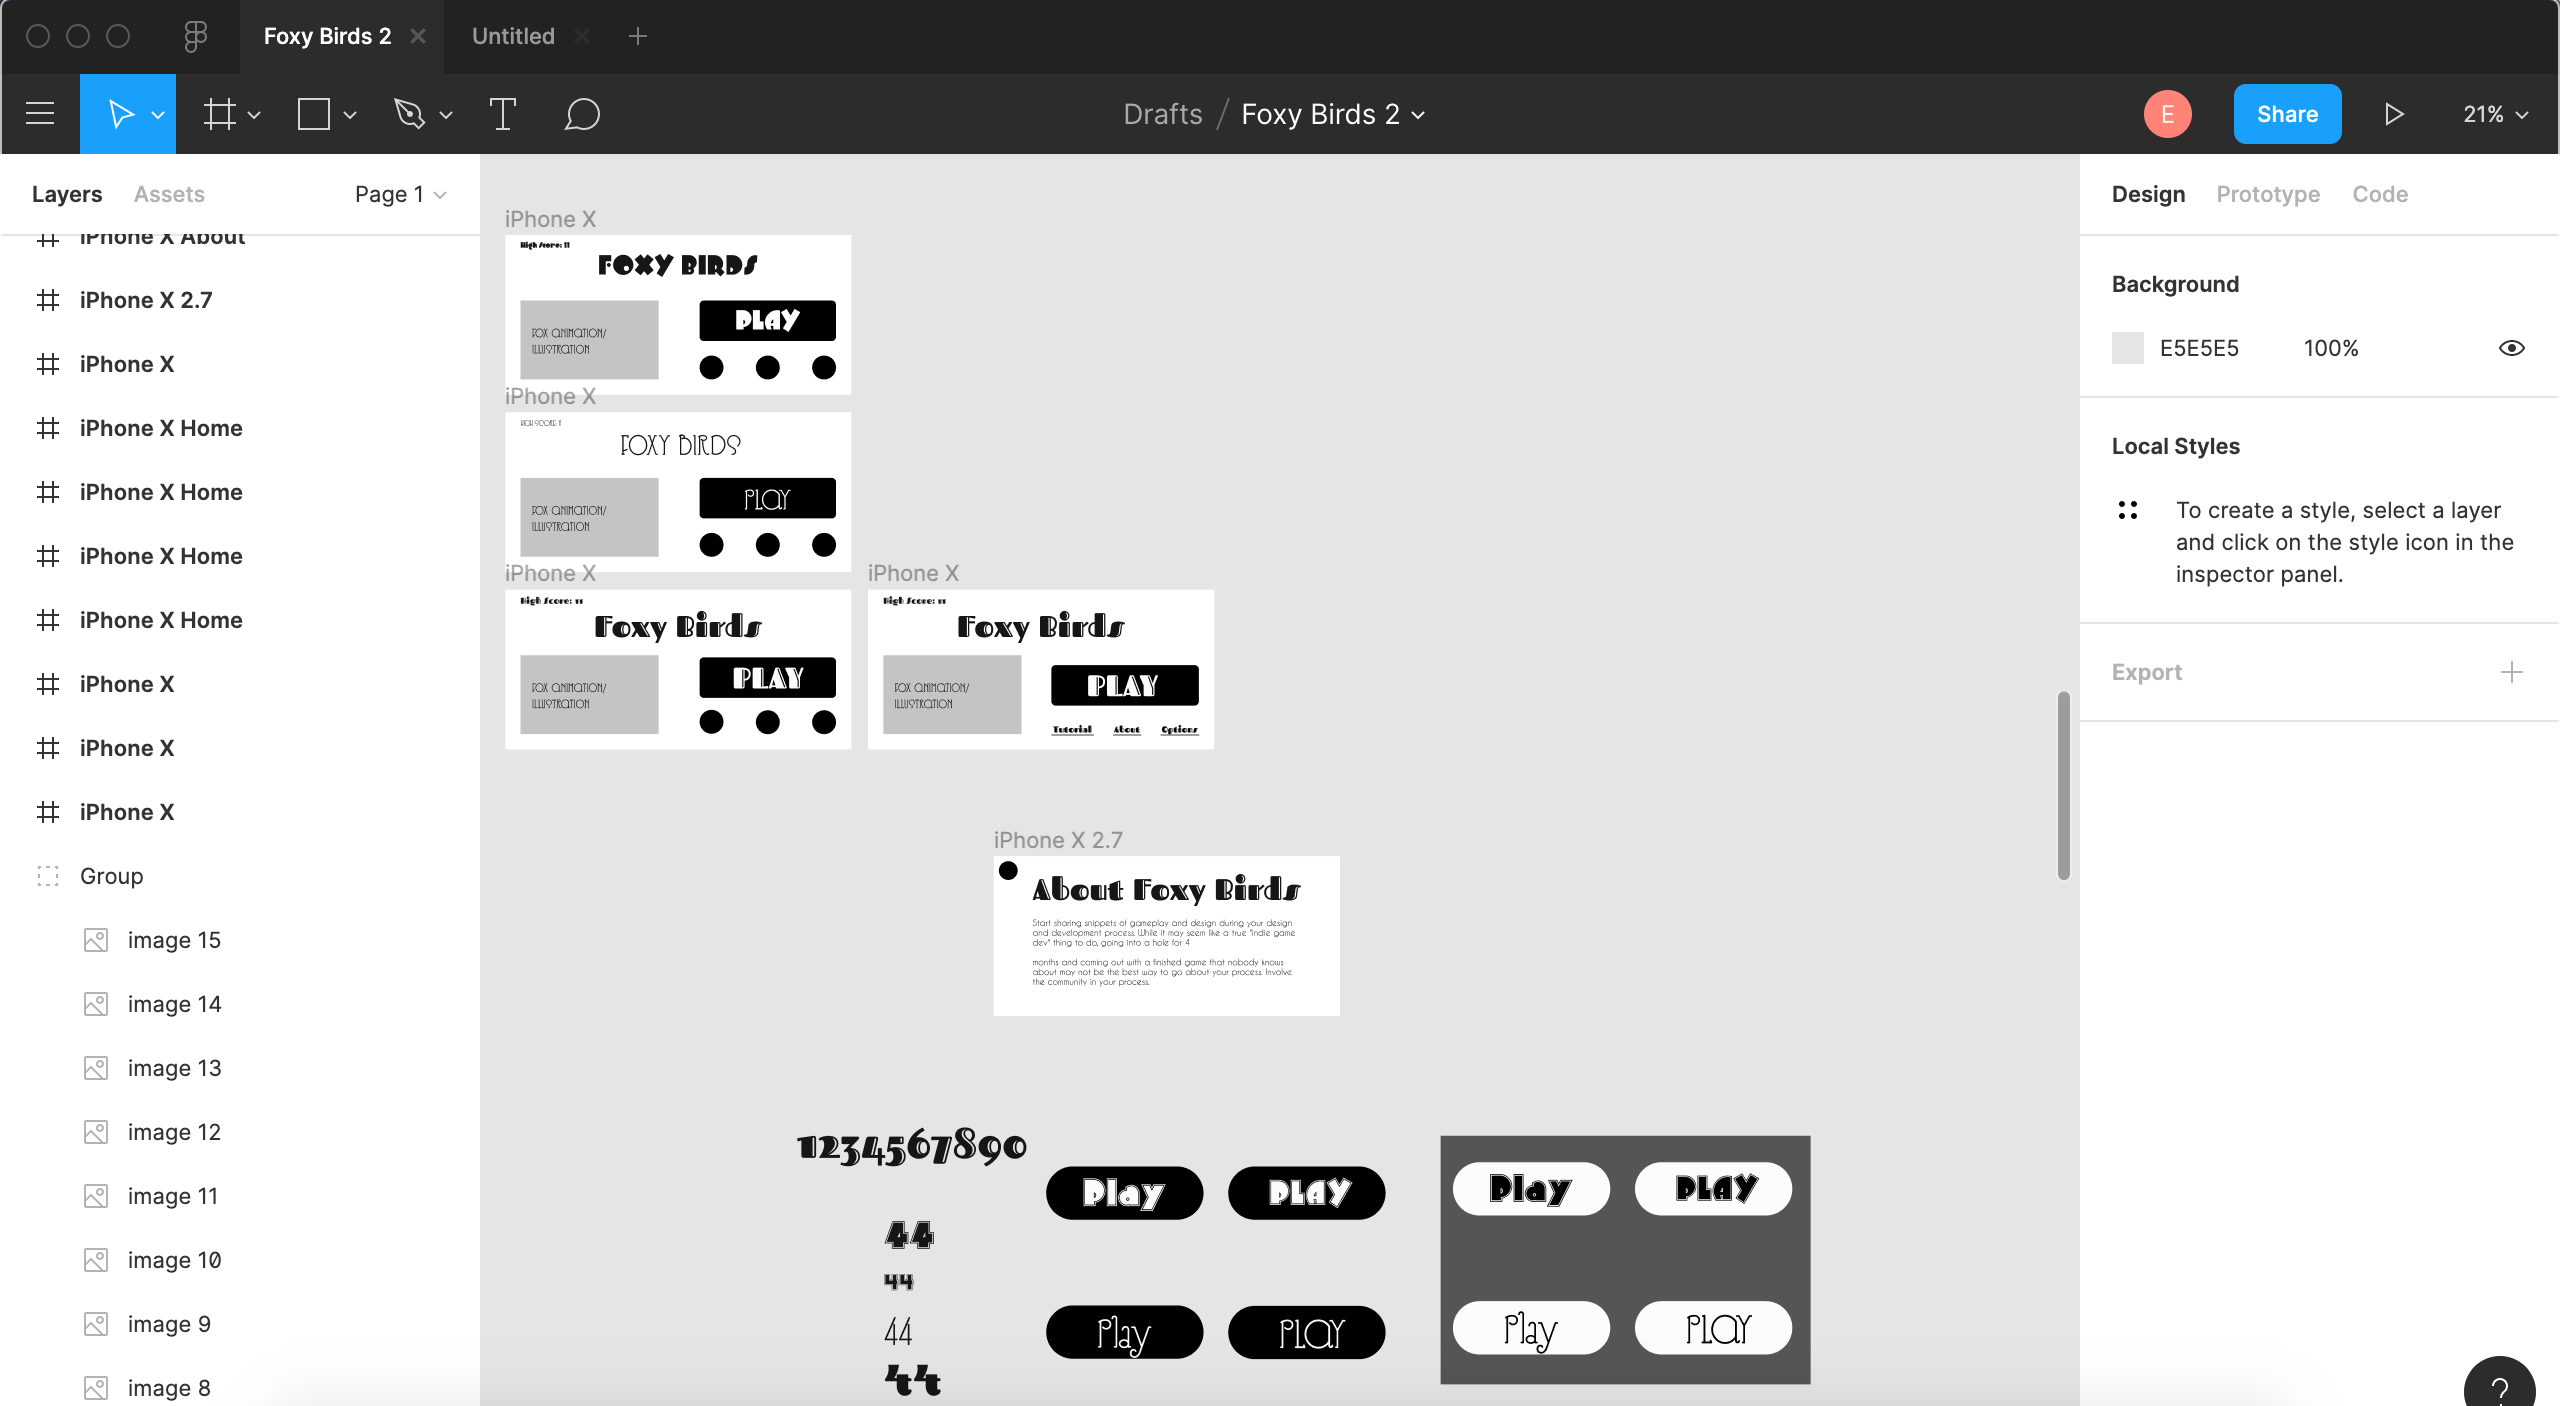 Foxy Birds 2
Untitled
Drafts / Foxy Birds 2
E
Share
21%
Layers
Assets
Page 1
iPhone X About
iPhone X 2.7
iPhone X
iPhone X Home
iPhone X Home
iPhone X Home
iPhone X Home
iPhone X
iPhone X
iPhone X
Group
image 15
image 14
image 13
image 12
image 11
image 10
image 9
image 8
iPhone X
High Score: 11
FOXY BIRDS
FOX ANIMATION/
ILLUSTRATION
PLAY
iPhone X
HIGH SCORE: 11
FOXY BIRDS
FOX ANIMATION/
ILLUSTRATION
PLAY
iPhone X
High Score: 11
Foxy Birds
FOX ANIMATION/
ILLUSTRATION
PLAY
iPhone X
High Score: 11
Foxy Birds
FOX ANIMATION/
ILLUSTRATION
PLAY
Tutorial
About
Options
iPhone X 2.7
About Foxy Birds
Start sharing snippets of gameplay and design during your design
and development process. While it may seem like a true "indie game
dev" thing to do, going into a hole for 4
months and coming out with a finished game that nobody knows
about may not be the best way to go about your process. Involve
the community in your process.
1234567890
44
44
44
44
Play
PLAY
Play
PLAY
Play
PLAY
Play
PLAY
Design
Prototype
Code
Background
E5E5E5
100%
Local Styles
To create a style, select a layer
and click on the style icon in the
inspector panel.
Export
?